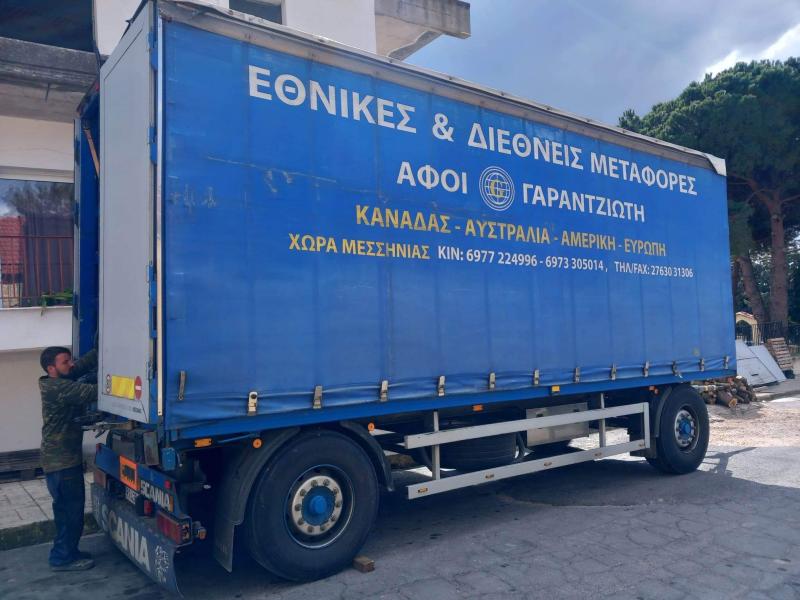 ΕΘΝΙΚΕΣ & ΔΙΕΘΝΕΙΣ ΜΕΤΑΦΟΡΕΣ
ΑΦΟΙ G ΓΑΡΑΝΤΖΙΩΤΗ
ΚΑΝΑΔΑΣ - ΑΥΣΤΡΑΛΙΑ - ΑΜΕΡΙΚΗ - ΕΥΡΩΠΗ
ΧΩΡΑ ΜΕΣΣΗΝΙΑΣ ΚΙΝ: 6977 224996 - 6973 305014 , ΤΗΛ/FAX: 27630 31306
SCANIA
SCANIA